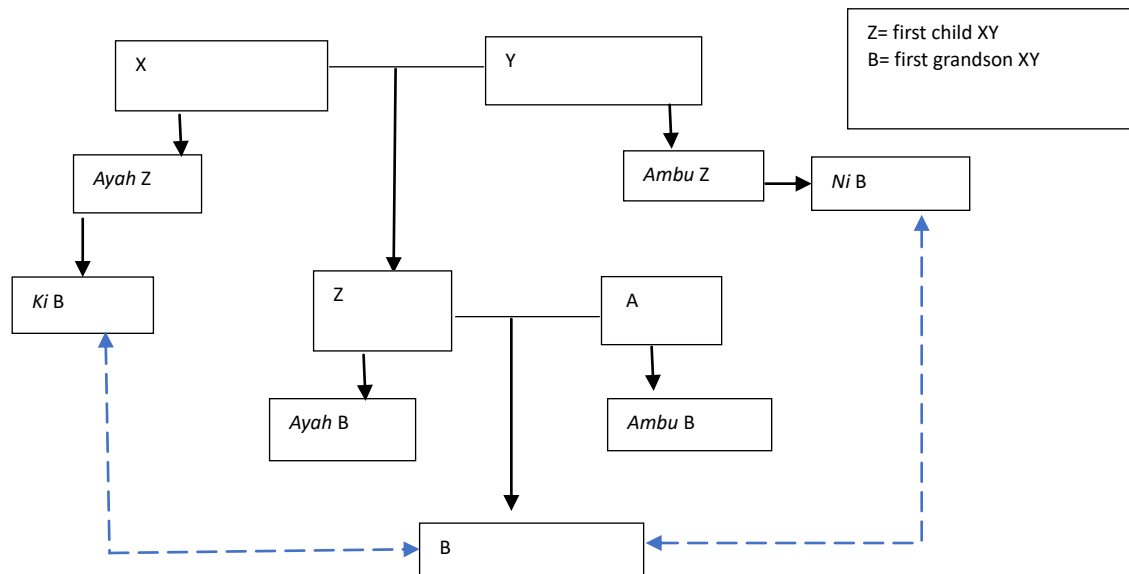 Z= first child XY
B= first grandson XY
X
Y
Ayah Z
Ambu Z
Ni B
Ki B
Z
A
Ayah B
Ambu B
B